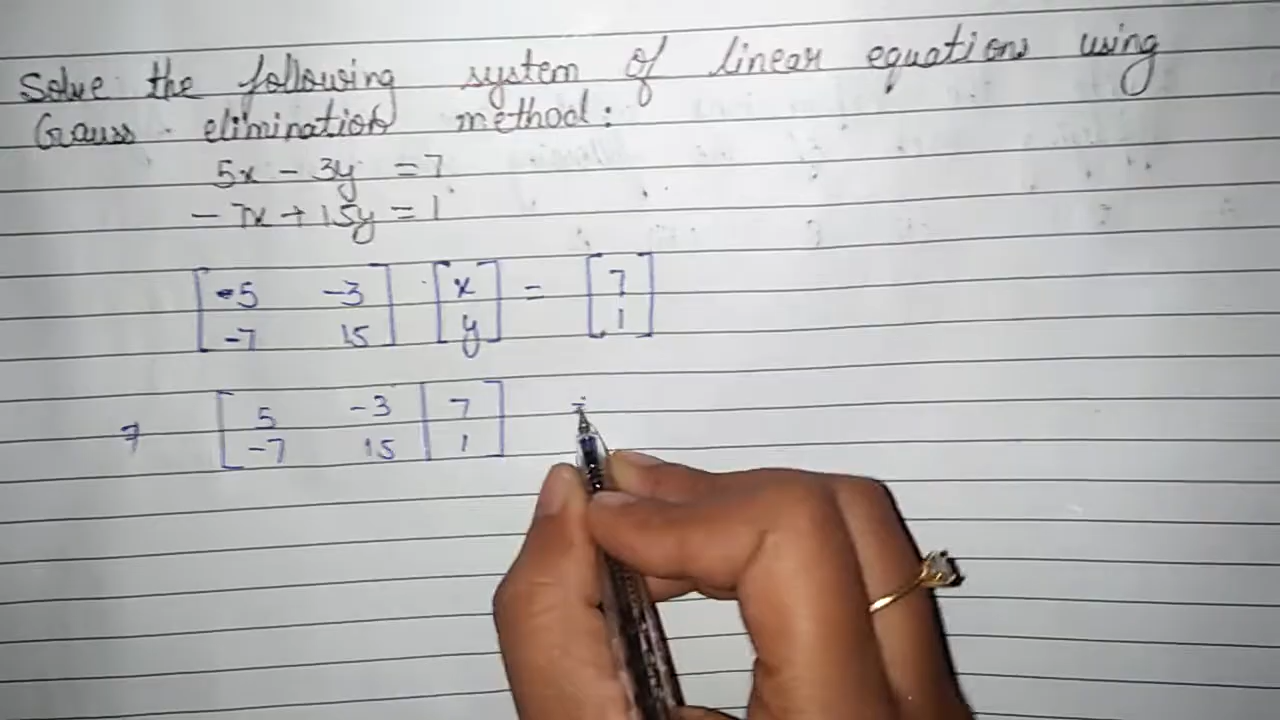 Solve the following system of linear equations using
Gauss - elimination method:
5x - 3y = 7
- 7x + 15y = 1
[5 -3] [x] = [7]
[-7 15] [y] [1]
[5 -3 | 7]
[-7 15 | 1]